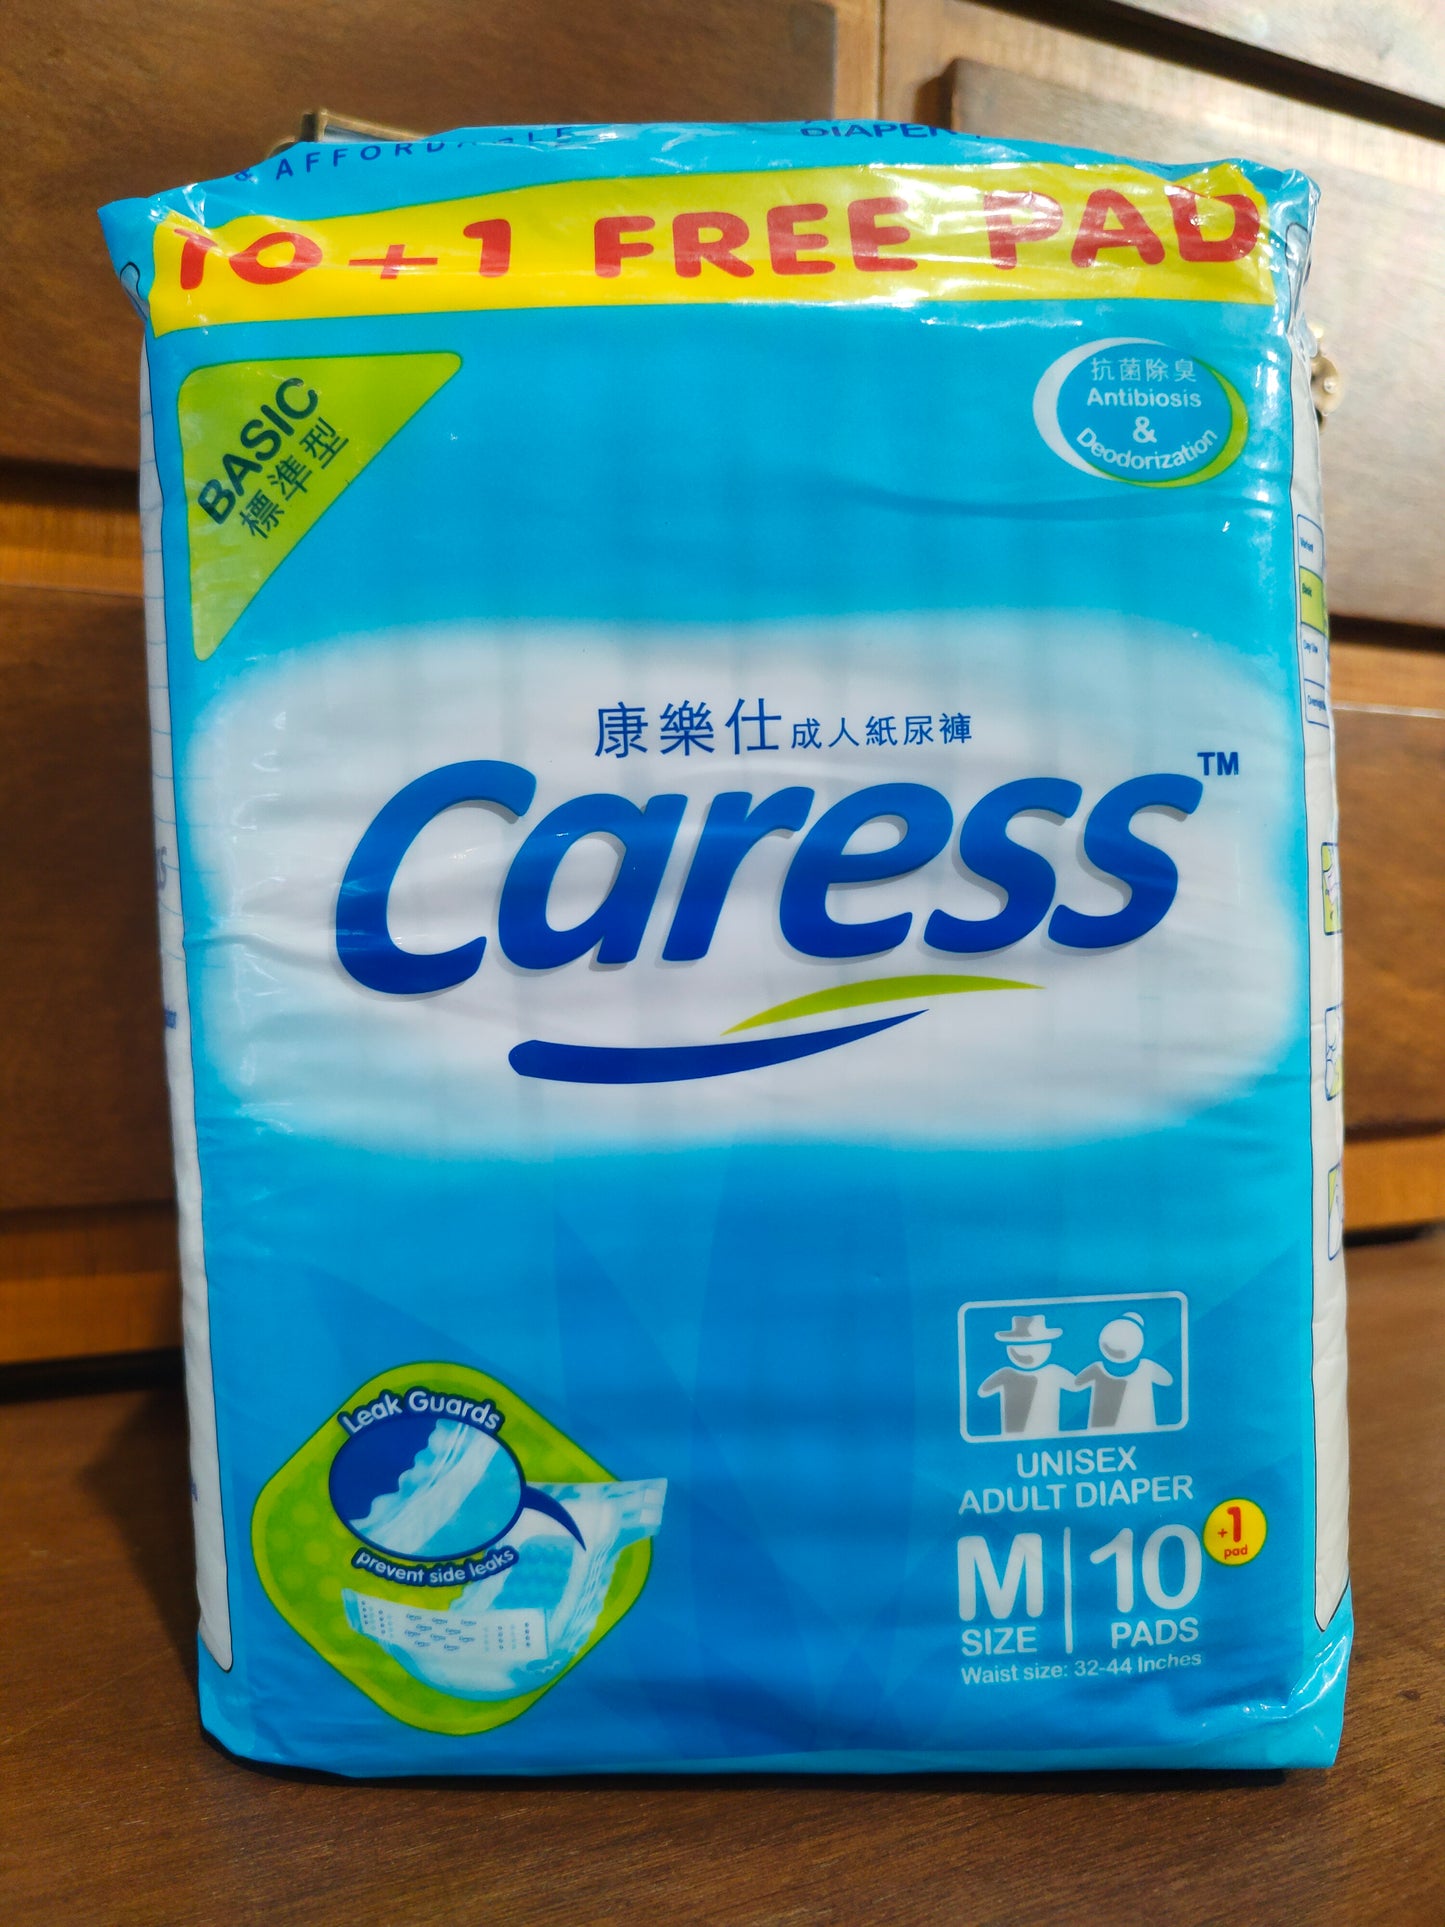 & AFFORDABLE
DIAPER
10+1 FREE PAD
BASIC
標準型
抗菌除臭
Antibiosis
&
Deodorization
康樂仕成人紙尿褲
Caress™
Leak Guards
prevent side leaks
UNISEX
ADULT DIAPER
M SIZE
10 PADS
+1 pad
Waist size: 32-44 Inches